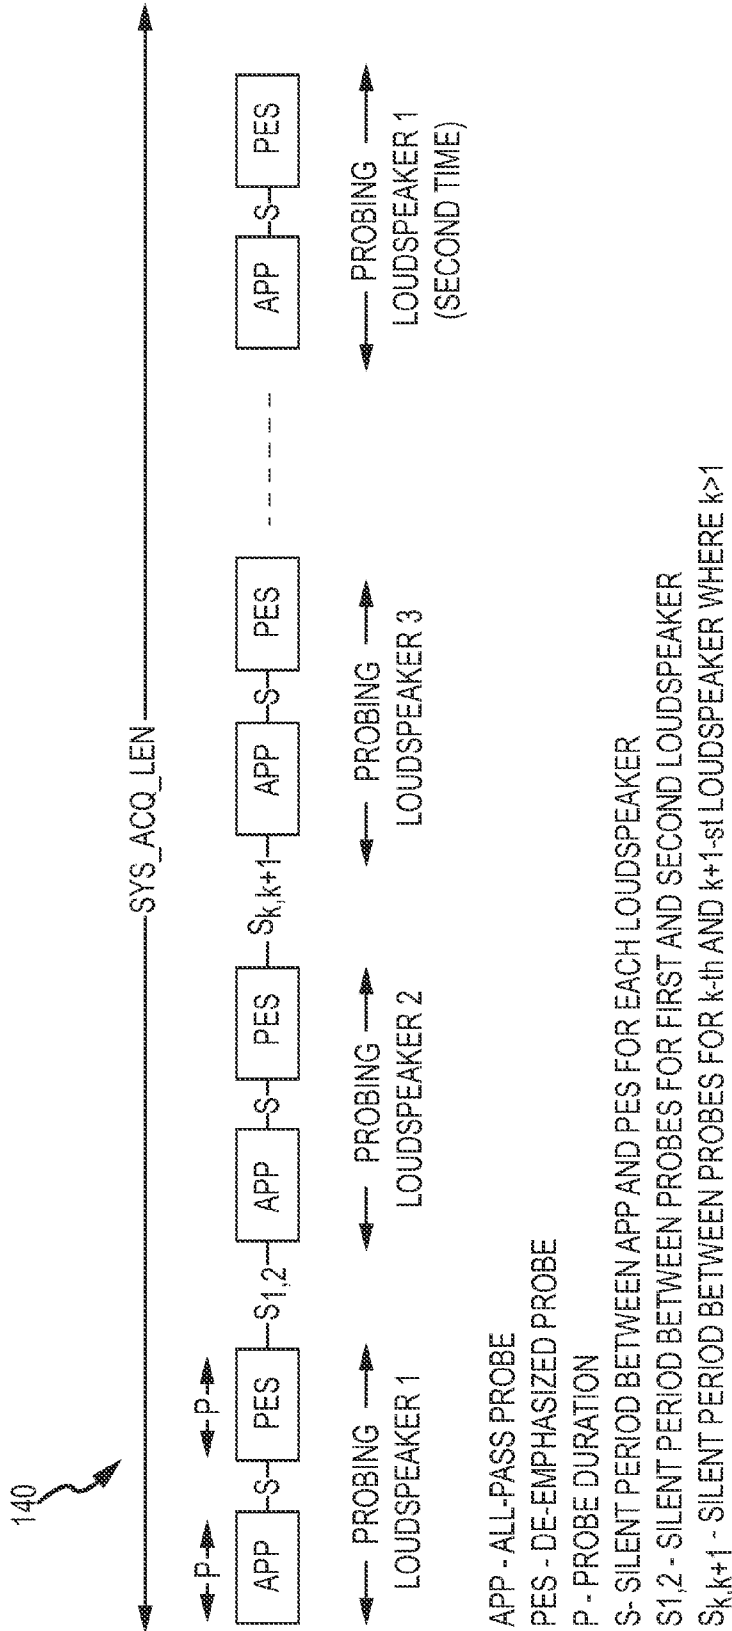 140
SYS_ACQ_LEN
P P
APP S PES S1,2 APP S PES Sk,k+1 APP S PES APP S PES
PROBING
LOUDSPEAKER 1
PROBING
LOUDSPEAKER 2
PROBING
LOUDSPEAKER 3
PROBING
LOUDSPEAKER 1
(SECOND TIME)
APP - ALL-PASS PROBE
PES - DE-EMPHASIZED PROBE
P - PROBE DURATION
S- SILENT PERIOD BETWEEN APP AND PES FOR EACH LOUDSPEAKER
S1,2 - SILENT PERIOD BETWEEN PROBES FOR FIRST AND SECOND LOUDSPEAKER
Sk,k+1 - SILENT PERIOD BETWEEN PROBES FOR k-th AND k+1-st LOUDSPEAKER WHERE k>1